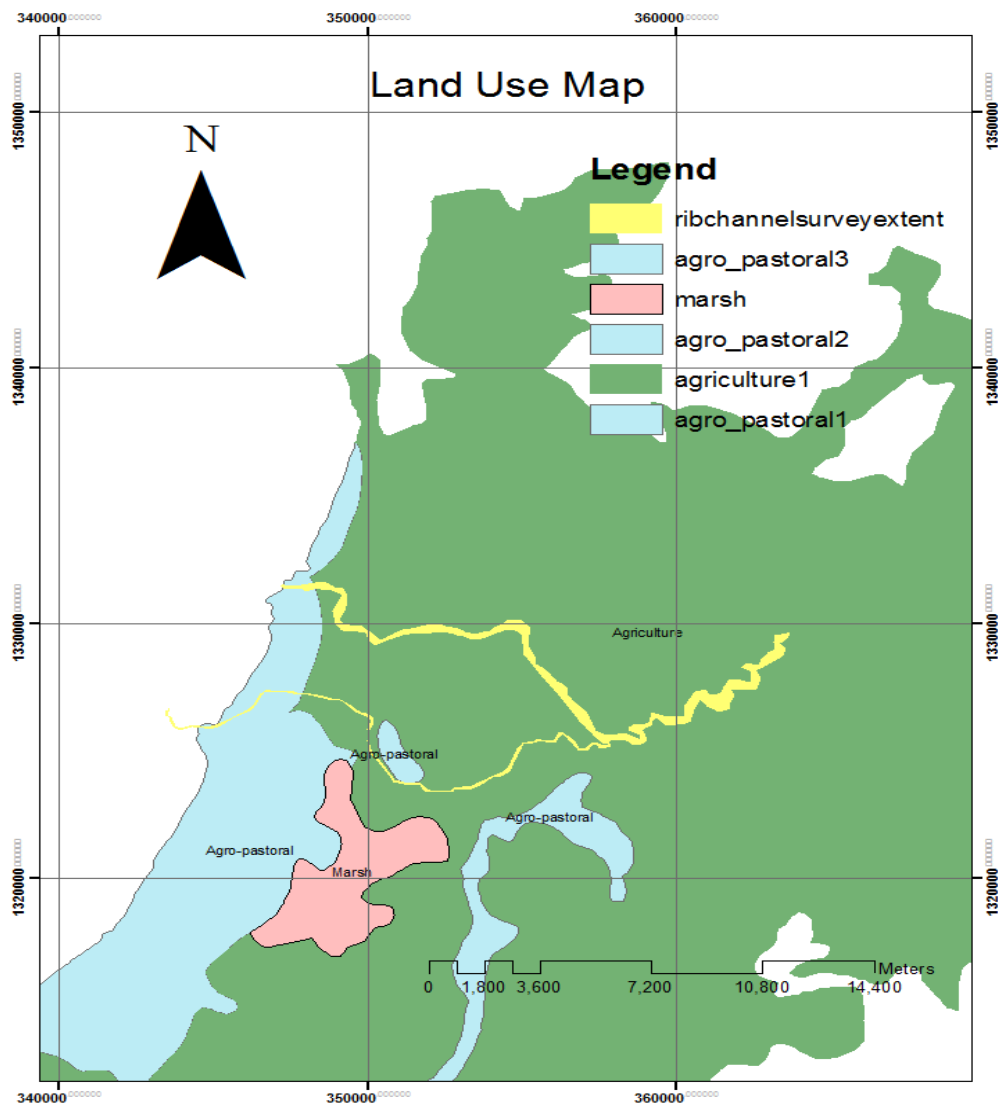 340000 350000 360000
Land Use Map
1350000 1350000
N
Legend
ribchannelsurveyextent
agro_pastoral3
marsh
agro_pastoral2
agriculture1
agro_pastoral1
1340000 1340000
1330000 1330000
Agriculture
Agro-pastoral
Agro-pastoral
Agro-pastoral
Marsh
1320000 1320000
Meters
0 1,800 3,600 7,200 10,800 14,400
340000 350000 360000